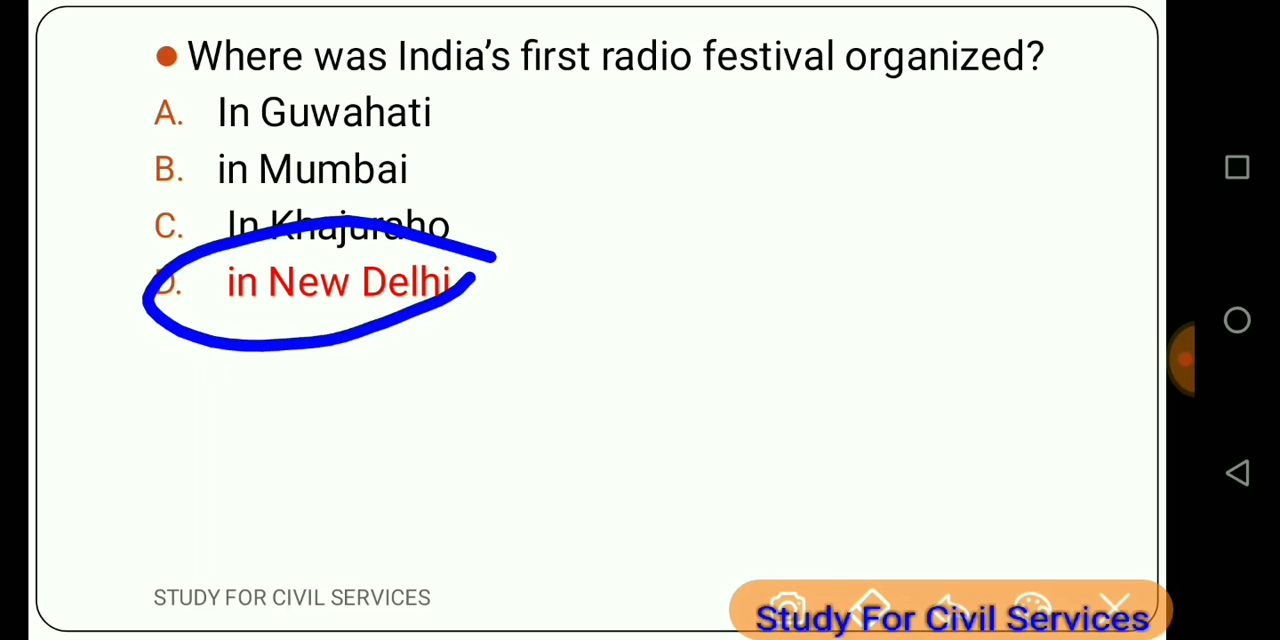 Where was India’s first radio festival organized?
A. In Guwahati
B. in Mumbai
C. In Khajuraho
D. in New Delhi
STUDY FOR CIVIL SERVICES
Study For Civil Services